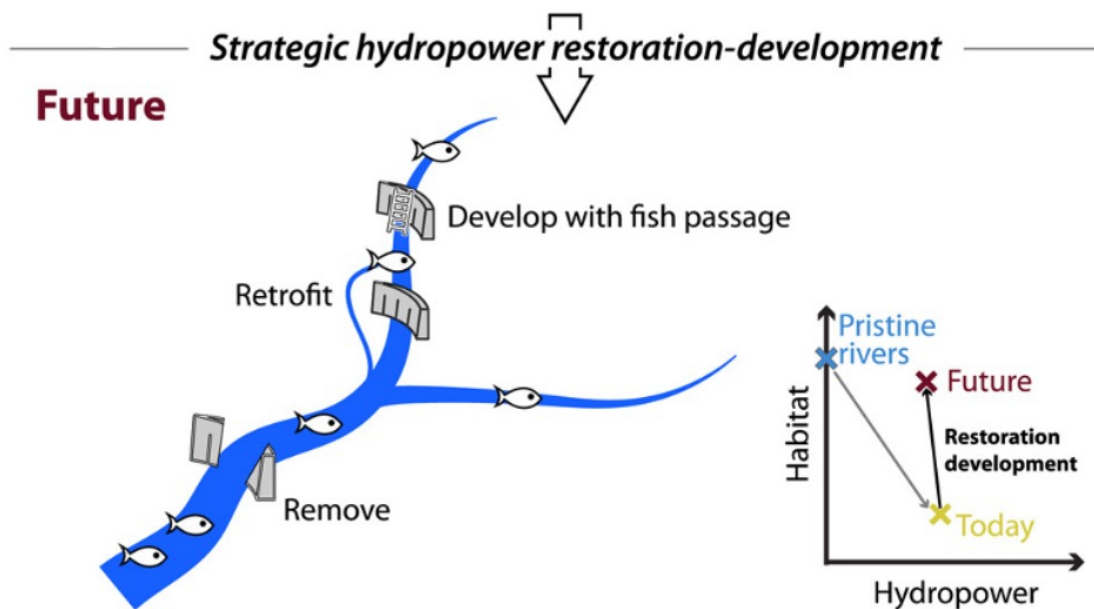 Strategic hydropower restoration-development
Future
Develop with fish passage
Retrofit
Remove
Pristine
rivers
Future
Restoration
development
Today
Habitat
Hydropower